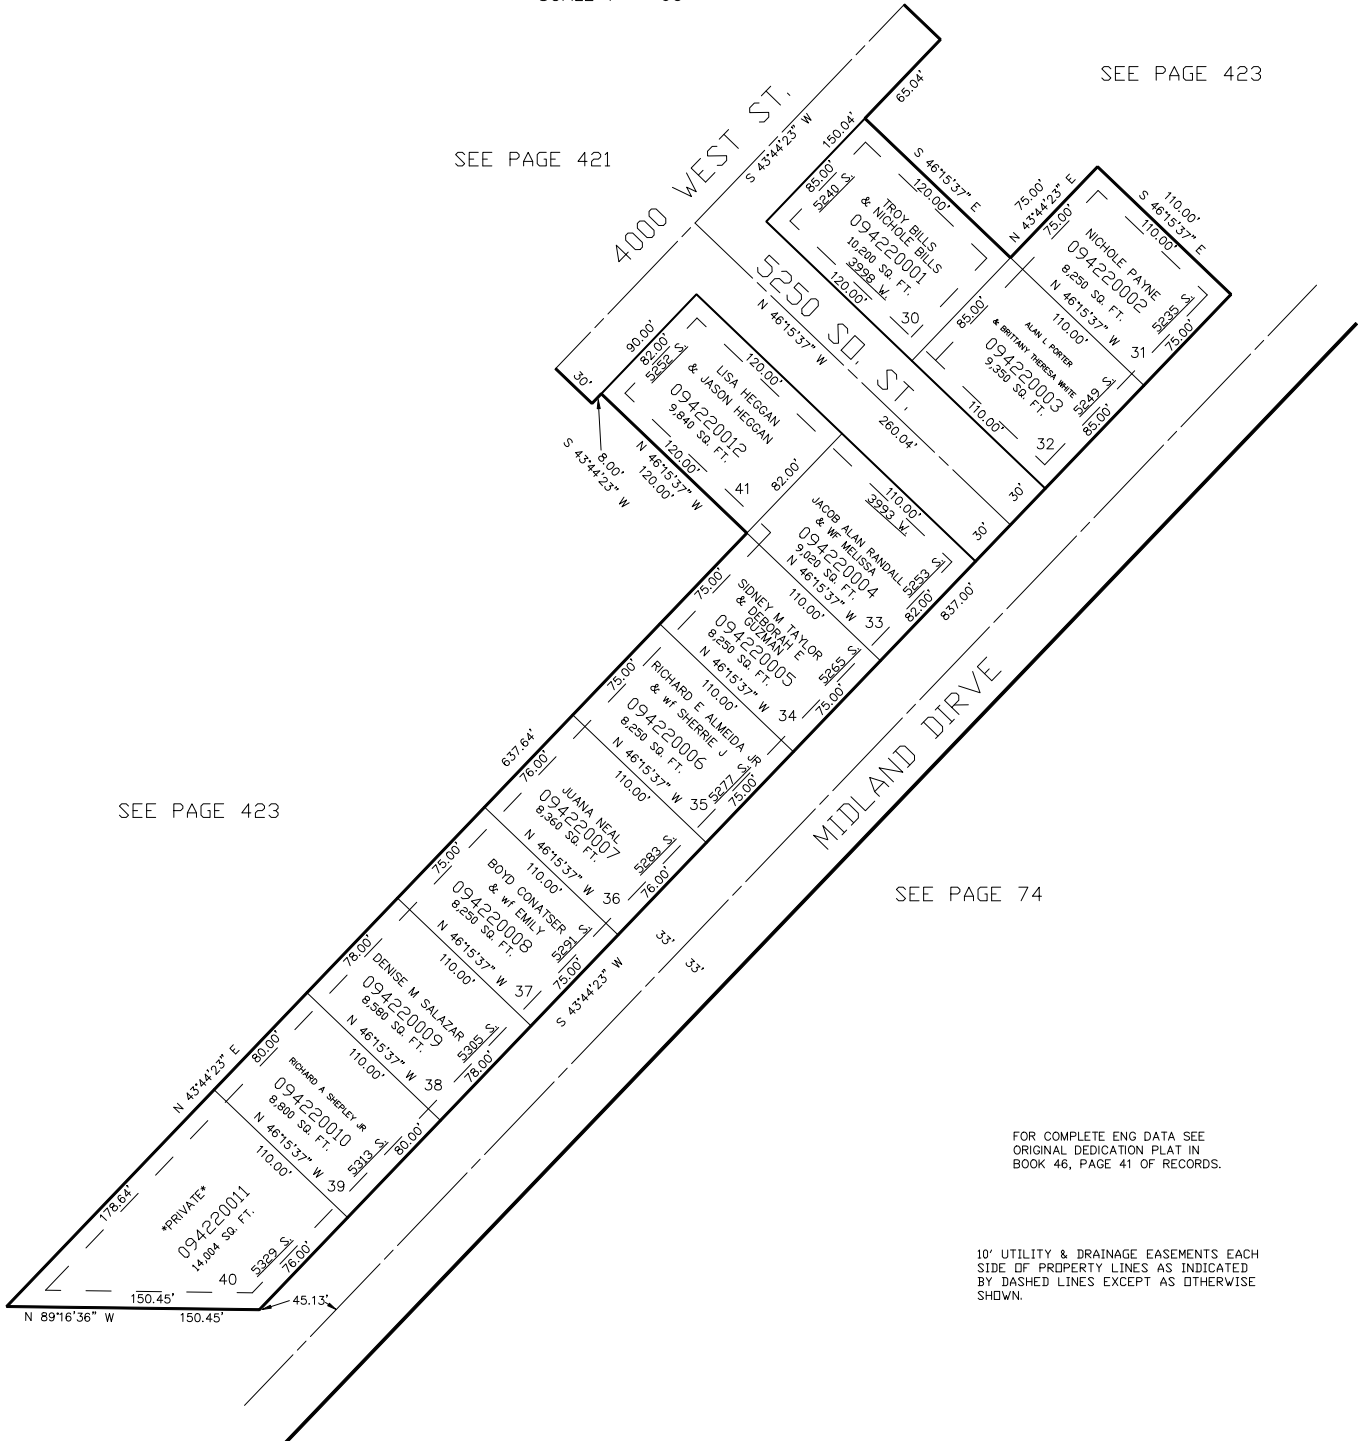 SEE PAGE 423
SEE PAGE 421
4000 WEST ST.
S 43°44'23" W
65.04'
150.04'
85.00'
5240 S.
S 46°15'37" E
120.00'
TROY BILLS
& NICHOLE BILLS
094220001
10,200 SQ. FT.
3998 W.
120.00'
30
75.00'
N 43°44'23" E
75.00'
110.00'
S 46°15'37" E
110.00'
NICHOLE PAYNE
094220002
8,250 SQ. FT.
N 46°15'37" W
110.00'
5235 S.
75.00'
31
85.00'
ALAN L PORTER
& BRITTANY THERESA WHITE
094220003
9,350 SQ. FT.
5249 S.
85.00'
110.00'
32
5250 SO. ST.
N 46°15'37" W
260.04'
30'
30'
90.00'
82.00'
5252 S.
30'
120.00'
LISA HEGGAN
& JASON HEGGAN
094220012
9,840 SQ. FT.
120.00'
41
82.00'
N 46°15'37" W
120.00'
8.00'
S 43°44'23" W
110.00'
3993 W.
JACOB ALAN RANDALL
& WF MELISSA
094220004
9,020 SQ. FT.
N 46°15'37" W
110.00'
5253 S.
82.00'
33
837.00'
75.00'
SIDNEY M TAYLOR
& DEBORAH E
GUZMAN
094220005
8,250 SQ. FT.
N 46°15'37" W
110.00'
5265 S.
75.00'
34
75.00'
RICHARD E ALMEIDA JR
& wf SHERRIE J
094220006
8,250 SQ. FT.
N 46°15'37" W
110.00'
5277 S.
75.00'
35
637.64'
76.00'
JUANA NEAL
094220007
8,360 SQ. FT.
N 46°15'37" W
110.00'
5283 S.
76.00'
36
MIDLAND DIRVE
SEE PAGE 423
SEE PAGE 74
75.00'
BOYD CONATSER
& wf EMILY
094220008
8,250 SQ. FT.
N 46°15'37" W
110.00'
5291 S.
75.00'
37
33'
33'
S 43°44'23" W
78.00'
DENISE M SALAZAR
094220009
8,580 SQ. FT.
N 46°15'37" W
110.00'
5305 S.
78.00'
38
N 43°44'23" E
80.00'
RICHARD A SHEPLEY JR
094220010
8,800 SQ. FT.
N 46°15'37" W
110.00'
5313 S.
80.00'
39
178.64'
*PRIVATE*
094220011
14,004 SQ. FT.
5329 S.
76.00'
40
150.45'
45.13'
N 89°16'36" W
150.45'
FOR COMPLETE ENG DATA SEE
ORIGINAL DEDICATION PLAT IN
BOOK 46, PAGE 41 OF RECORDS.
10' UTILITY & DRAINAGE EASEMENTS EACH
SIDE OF PROPERTY LINES AS INDICATED
BY DASHED LINES EXCEPT AS OTHERWISE
SHOWN.